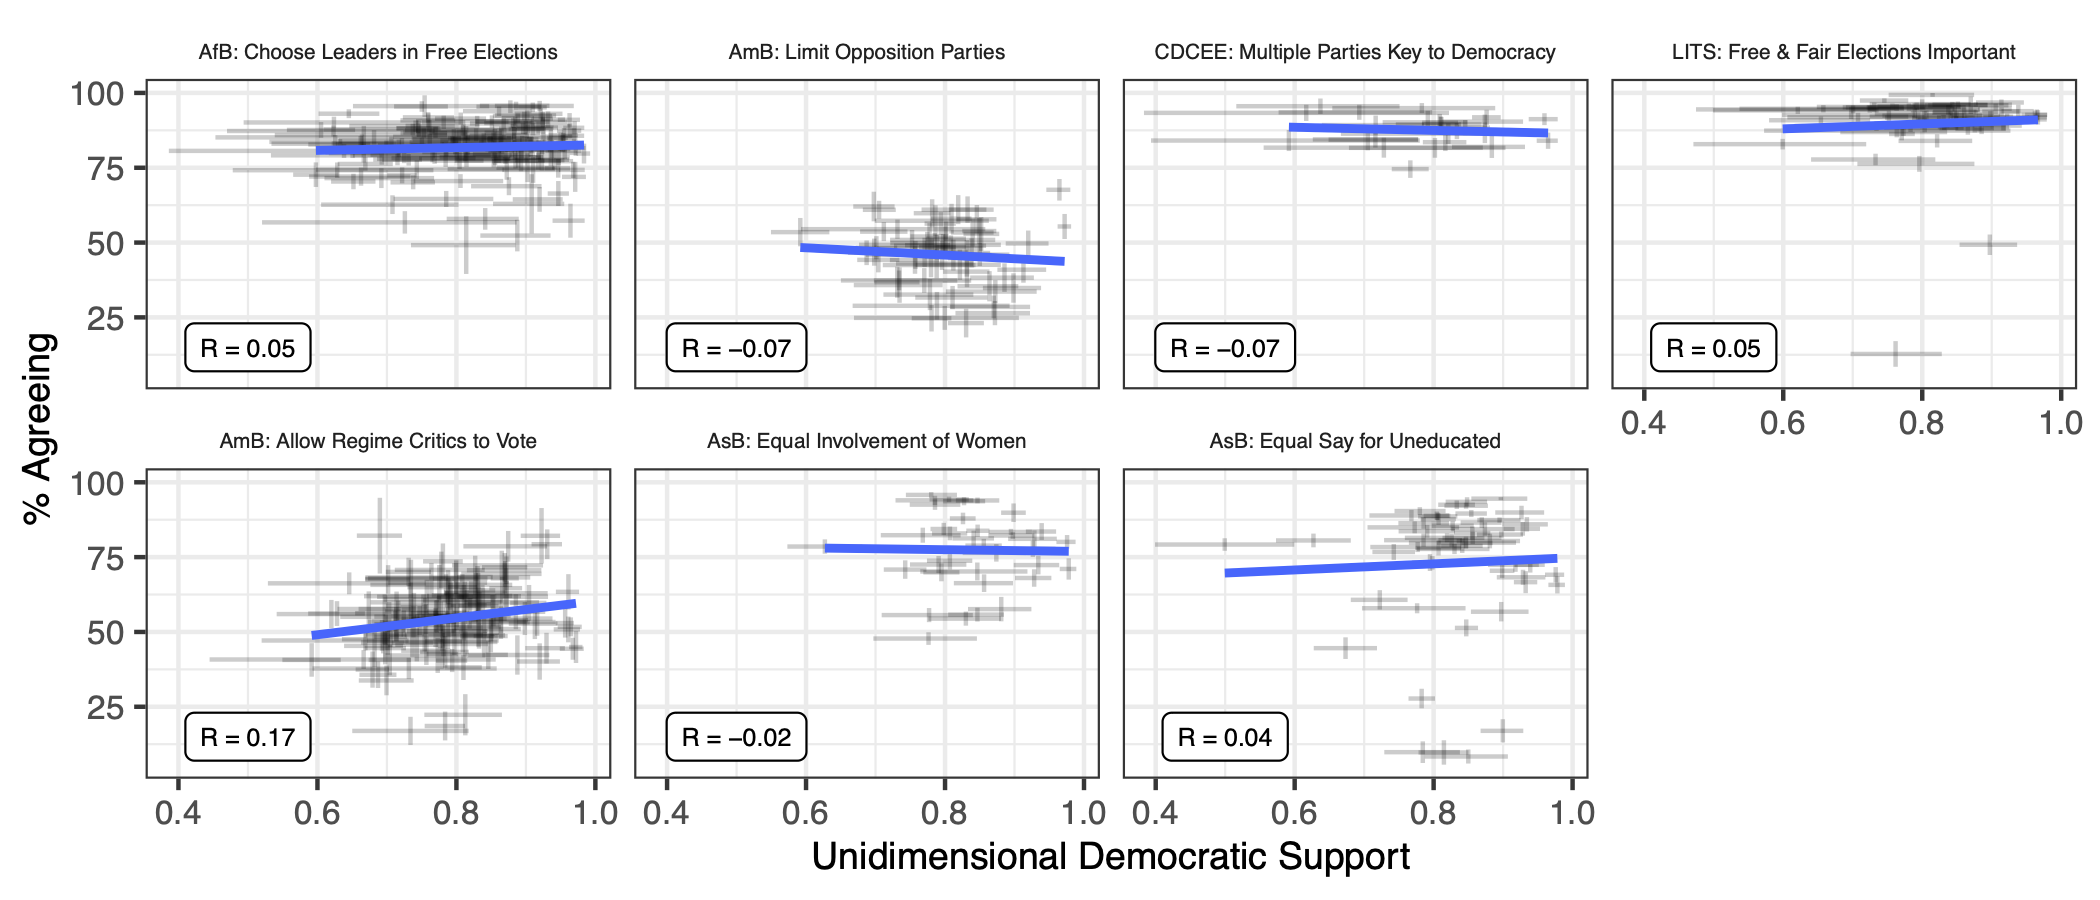 AfB: Choose Leaders in Free Elections
AmB: Limit Opposition Parties
CDCEE: Multiple Parties Key to Democracy
LITS: Free & Fair Elections Important
100
75
50
25
R = 0.05
R = −0.07
R = −0.07
R = 0.05
0.4 0.6 0.8 1.0
% Agreeing
AmB: Allow Regime Critics to Vote
AsB: Equal Involvement of Women
AsB: Equal Say for Uneducated
100
75
50
25
R = 0.17
R = −0.02
R = 0.04
0.4 0.6 0.8 1.0
0.4 0.6 0.8 1.0
0.4 0.6 0.8 1.0
Unidimensional Democratic Support